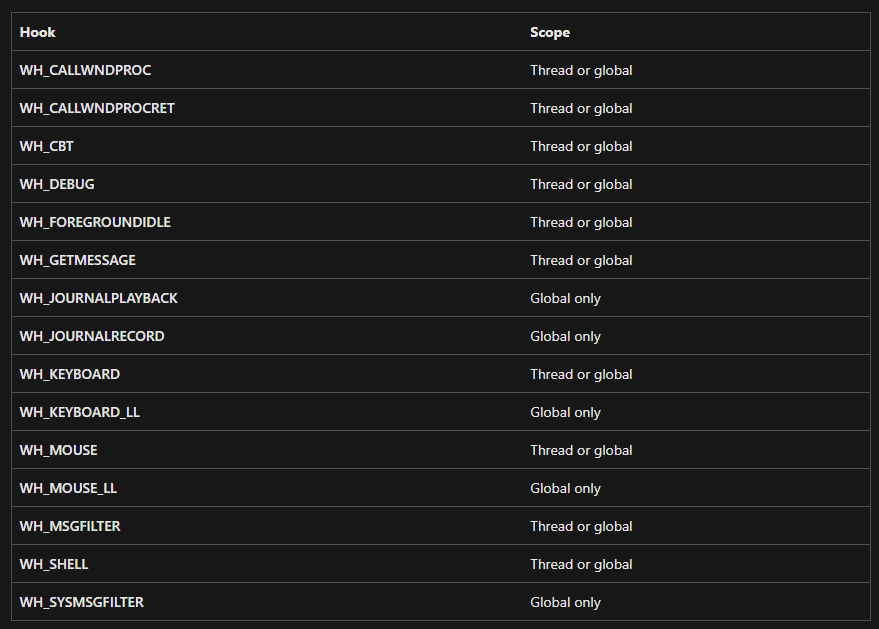 Hook Scope
WH_CALLWNDPROC Thread or global
WH_CALLWNDPROCRET Thread or global
WH_CBT Thread or global
WH_DEBUG Thread or global
WH_FOREGROUNDIDLE Thread or global
WH_GETMESSAGE Thread or global
WH_JOURNALPLAYBACK Global only
WH_JOURNALRECORD Global only
WH_KEYBOARD Thread or global
WH_KEYBOARD_LL Global only
WH_MOUSE Thread or global
WH_MOUSE_LL Global only
WH_MSGFILTER Thread or global
WH_SHELL Thread or global
WH_SYSMSGFILTER Global only